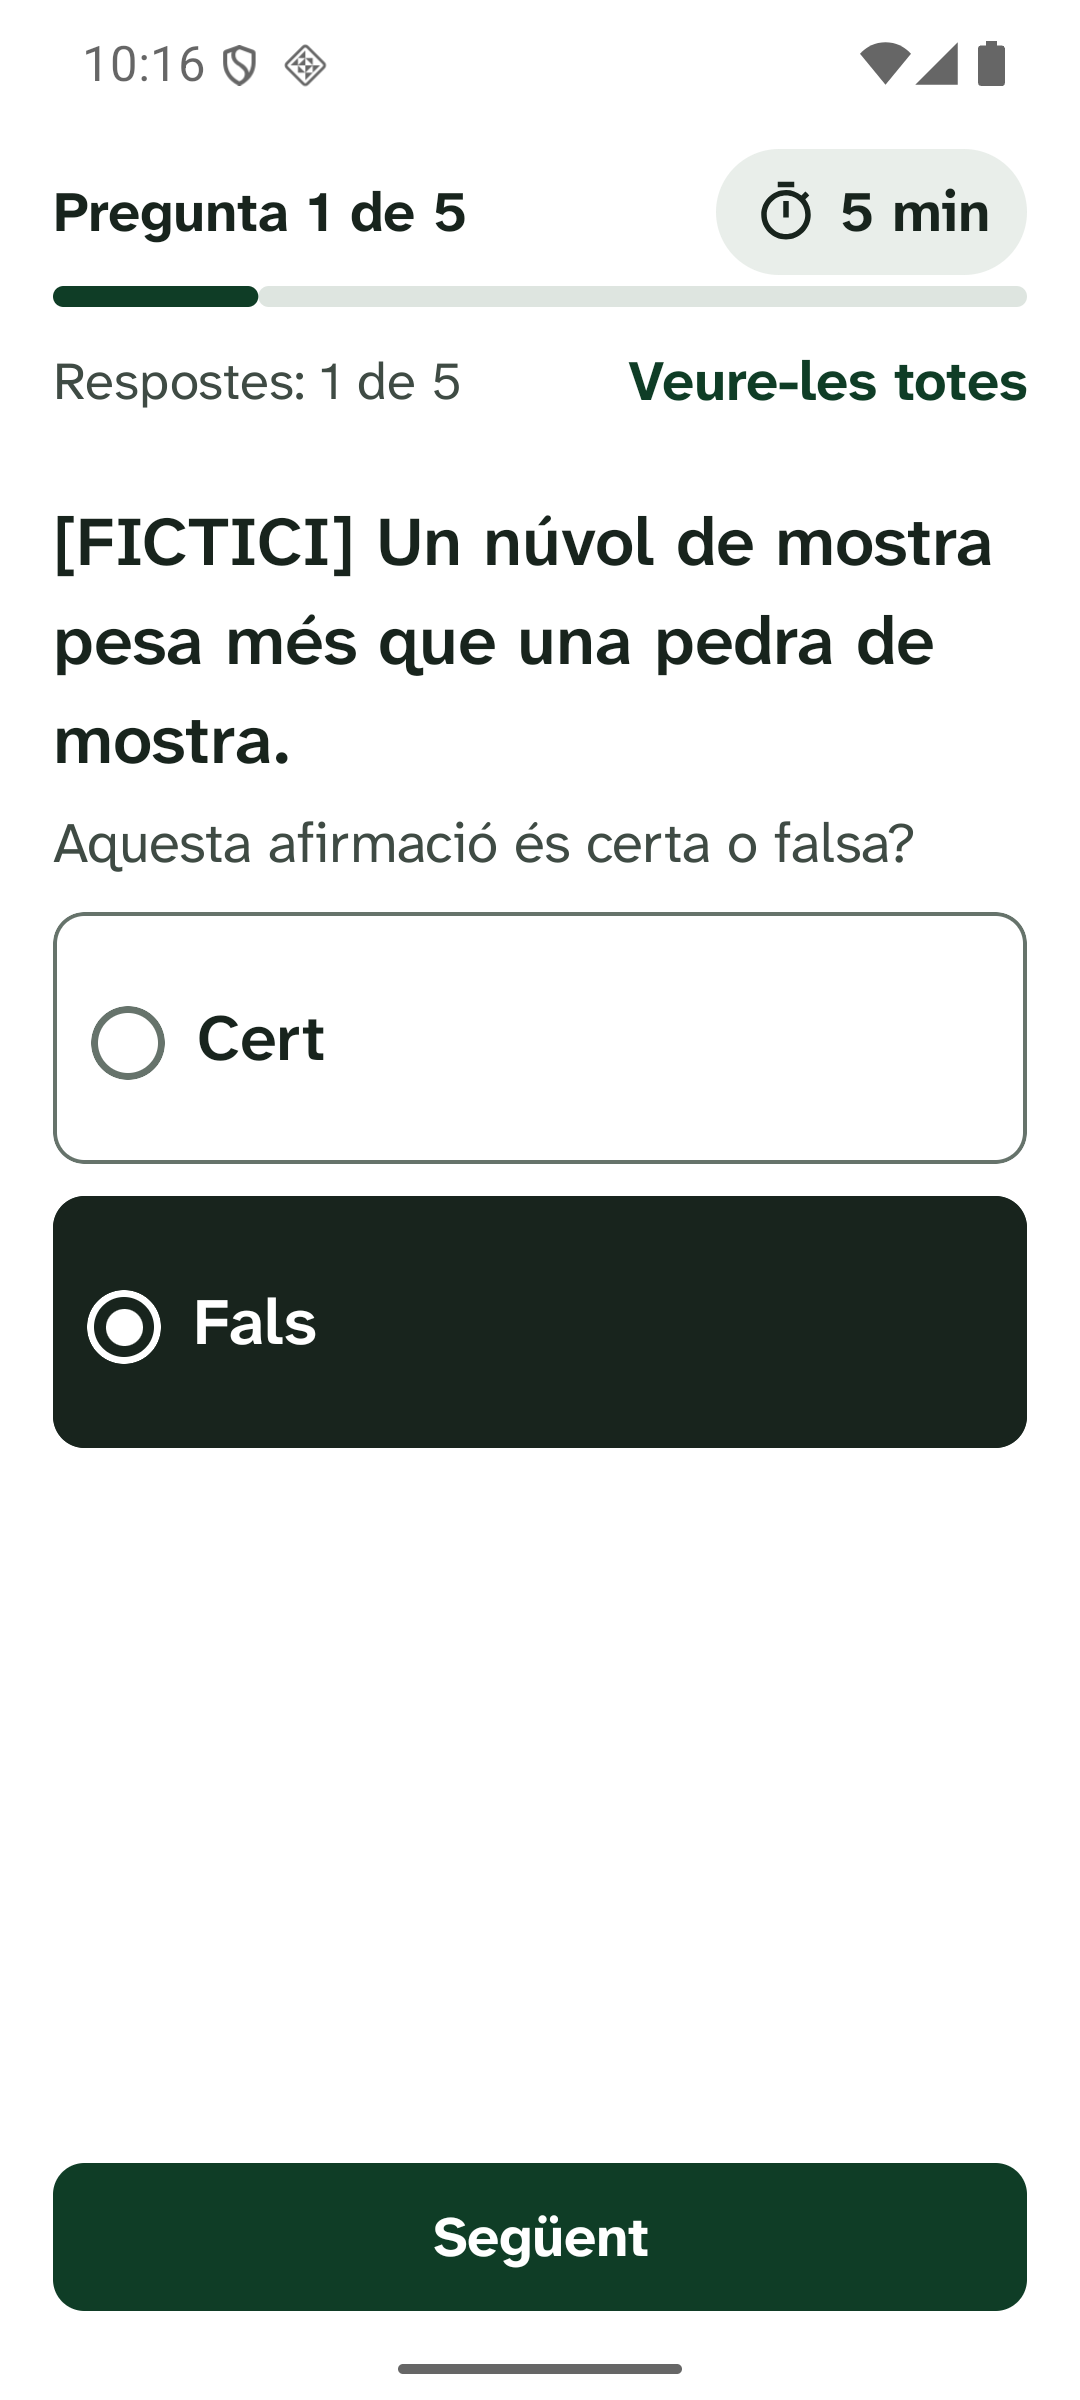 10:16
Pregunta 1 de 5
5 min
Respostes: 1 de 5
Veure-les totes
[FICTICI] Un núvol de mostra
pesa més que una pedra de
mostra.
Aquesta afirmació és certa o falsa?
Cert
Fals
Següent